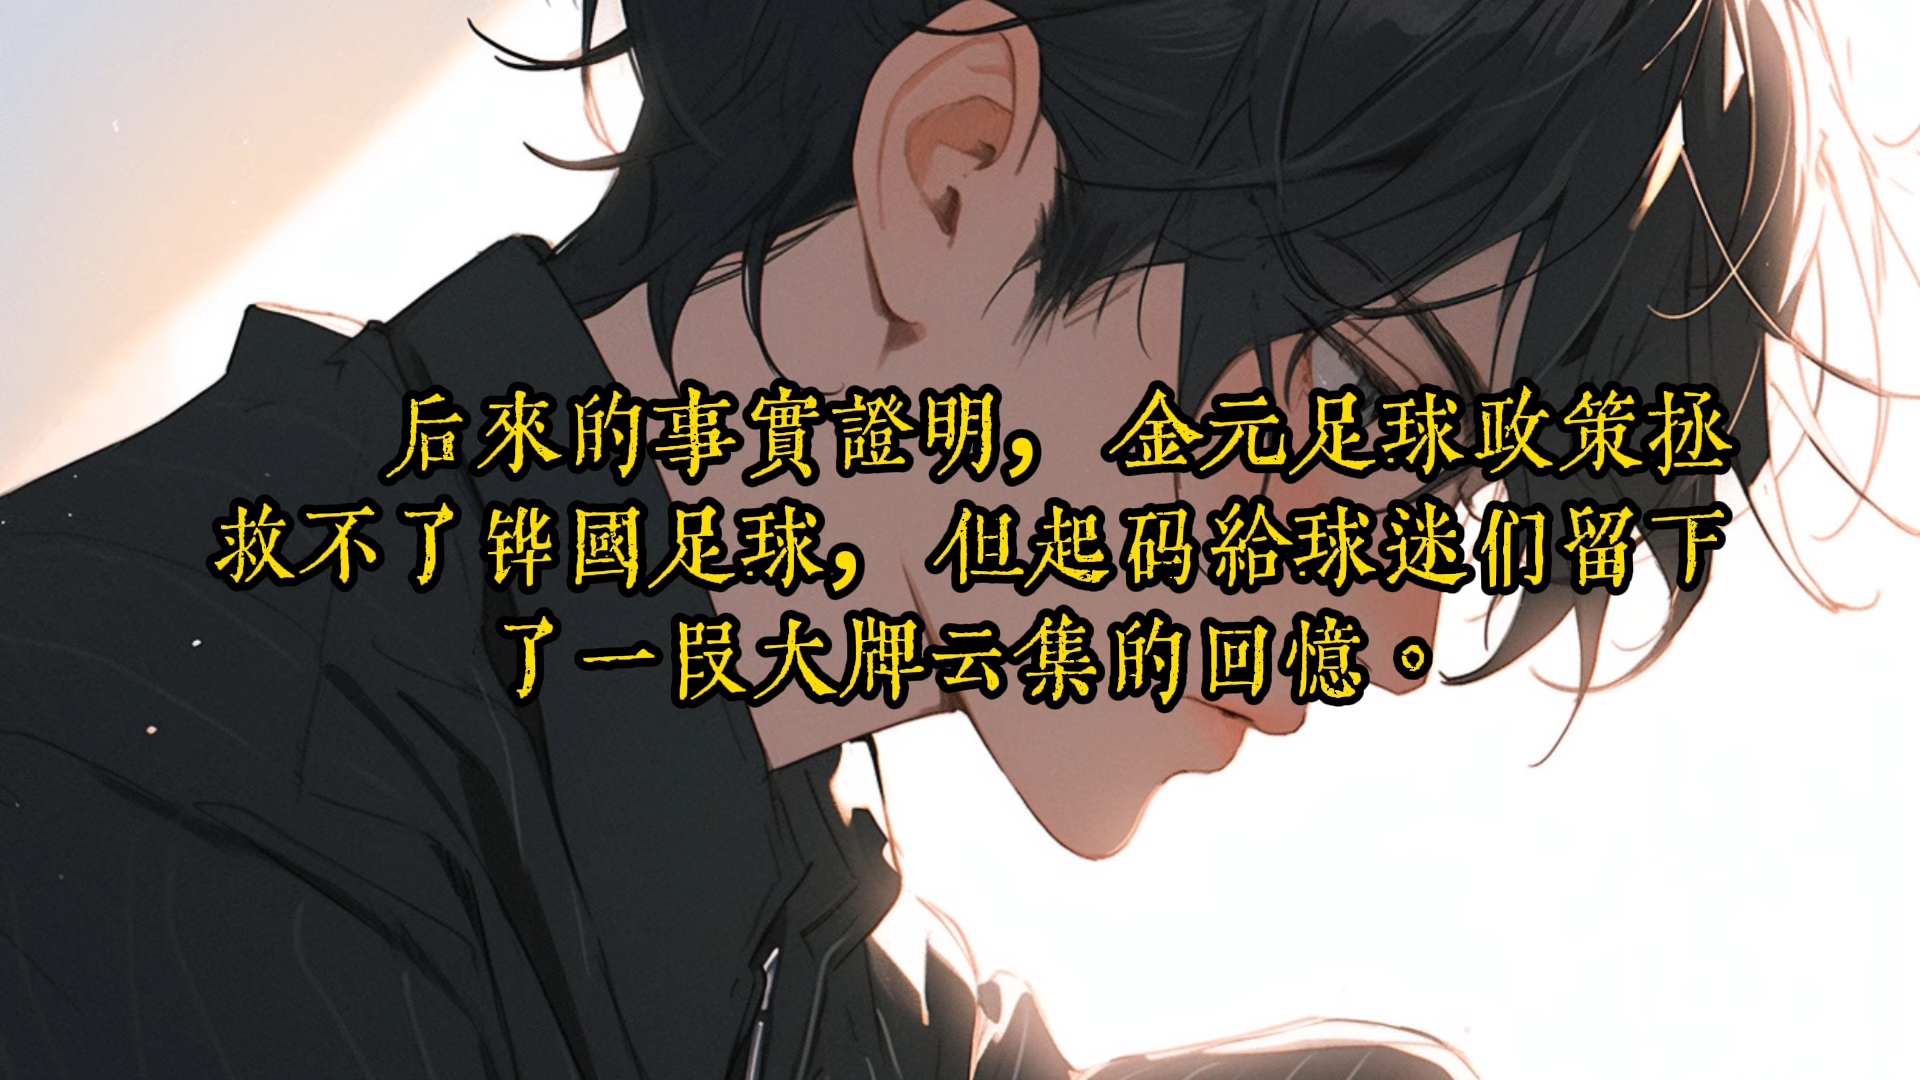 后來的事實證明，金元足球政策拯
救不了铧國足球，但起码給球迷们留下
了一段大牌云集的回憶。